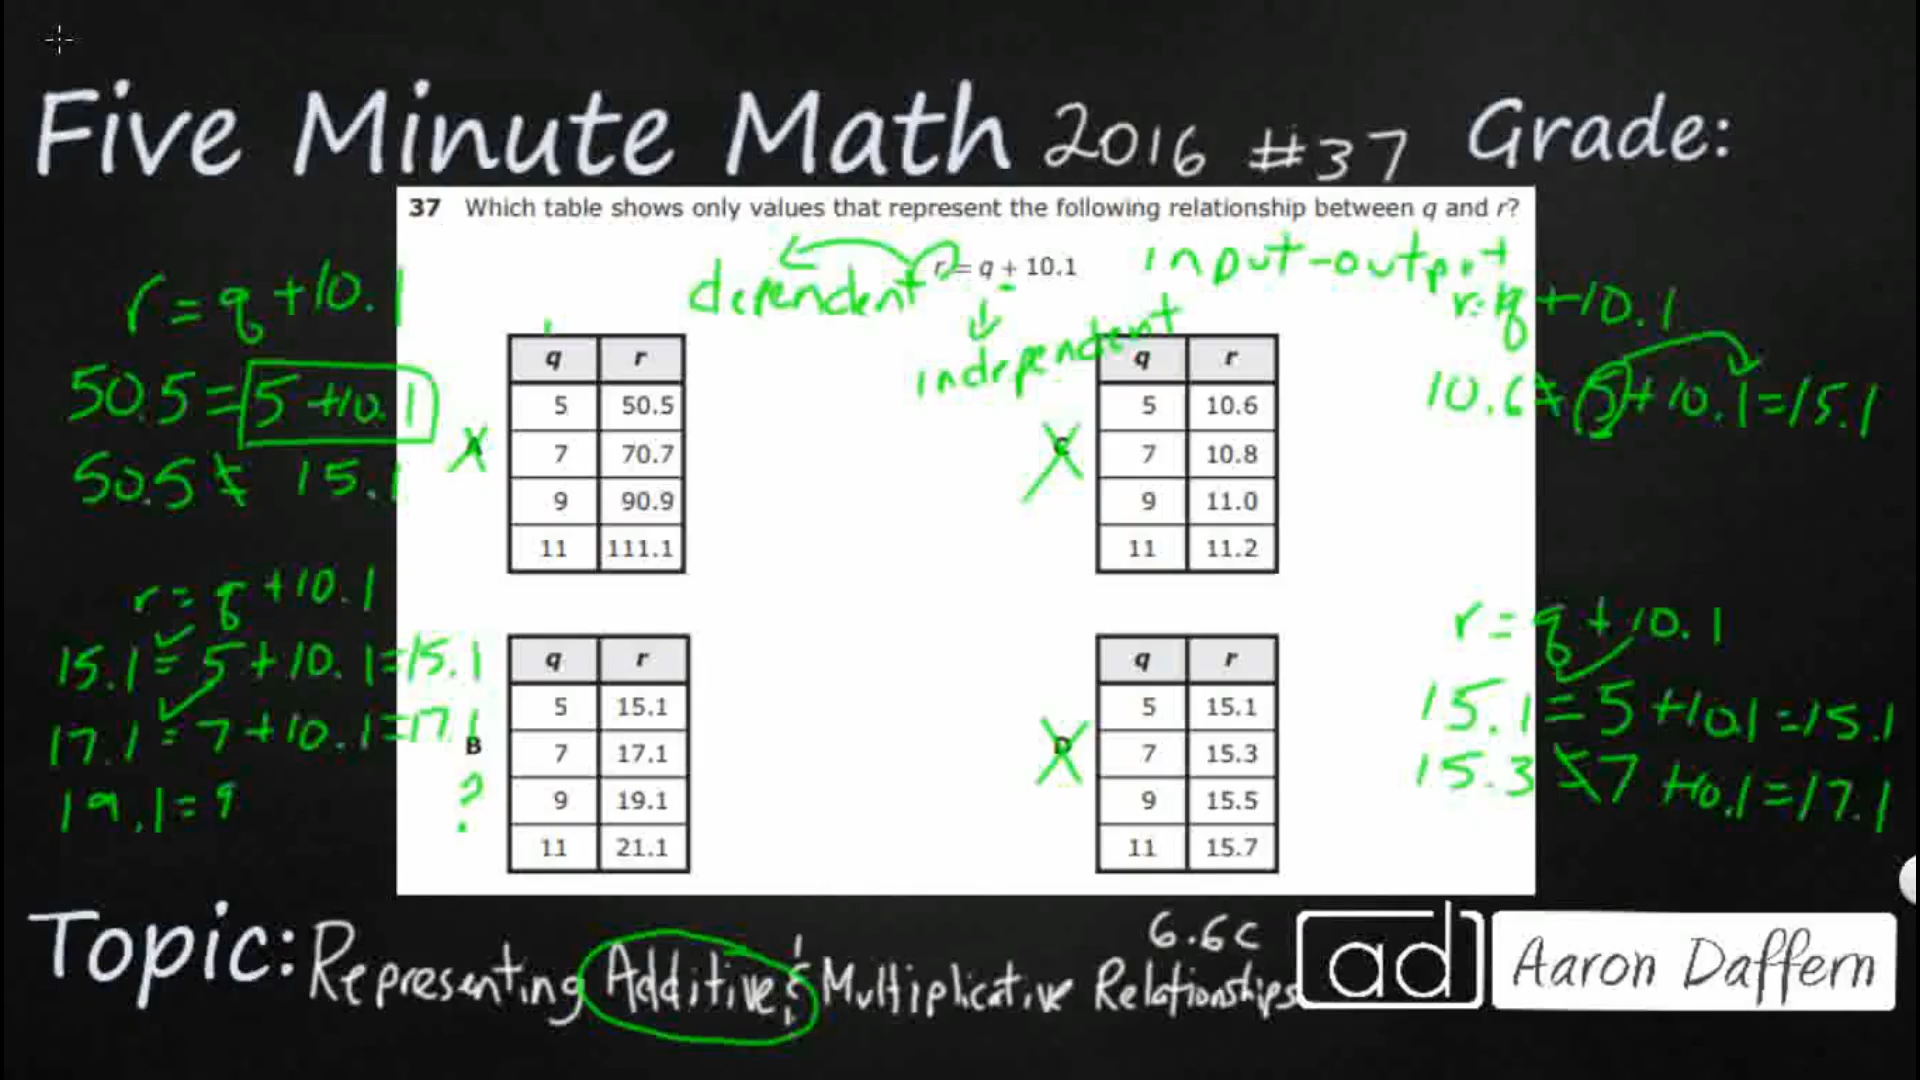 Five Minute Math 2016 #37 Grade:
37 Which table shows only values that represent the following relationship between q and r?
r = q + 10.1
dependent
independent
input-output
r = q + 10.1
50.5 = 5 + 10.1
50.5 ≠ 15.1
A
q r
5 50.5
7 70.7
9 90.9
11 111.1
r = q + 10.1
10.6 ≠ 5 + 10.1 = 15.1
C
q r
5 10.6
7 10.8
9 11.0
11 11.2
r = q + 10.1
15.1 = 5 + 10.1 = 15.1
17.1 = 7 + 10.1 = 17.1
19.1 = 9
B
?
q r
5 15.1
7 17.1
9 19.1
11 21.1
D
q r
5 15.1
7 15.3
9 15.5
11 15.7
r = q + 10.1
15.1 = 5 + 10.1 = 15.1
15.3 ≠ 7 + 10.1 = 17.1
6.6C
Topic: Representing Additive & Multiplicative Relationships
ad Aaron Daffern